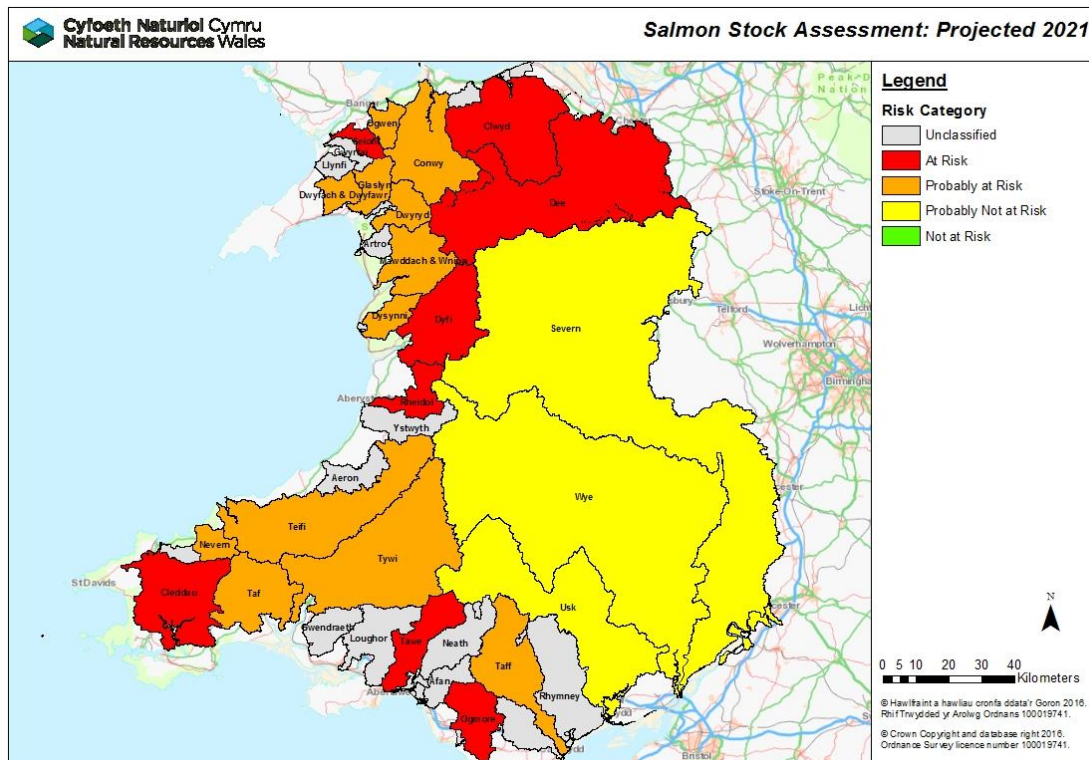 Cyfoeth Naturiol Cymru
Natural Resources Wales
Salmon Stock Assessment: Projected 2021
Legend
Risk Category
Unclassified
At Risk
Probably at Risk
Probably Not at Risk
Not at Risk
Bangor
Ogwen
Seiont
Gwyrfai
Llynfi
Conwy
Clwyd
Chester
Glaslyn
Dwyfach & Dwyfawr
Dwyryd
Dee
Stoke-On-Trent
Artro
Mawddach & Wnion
Dysynni
Dyfi
Severn
Telford
Wolverhampton
Rheidol
Ystwyth
Aeron
Teifi
Wye
Nevern
Tywi
St Davids
Cleddau
Taf
Usk
Gwendraeth
Loughor
Tawe
Neath
Taff
Afan
Rhymney
Ogmore
Bristol
N
0 5 10 20 30 40
Kilometers
© Hawlfraint a hawliau cronfa ddata'r Goron 2016.
Rhif Trwydded yr Arolwg Ordnans 100019741.
© Crown Copyright and database right 2016.
Ordnance Survey licence number 100019741.